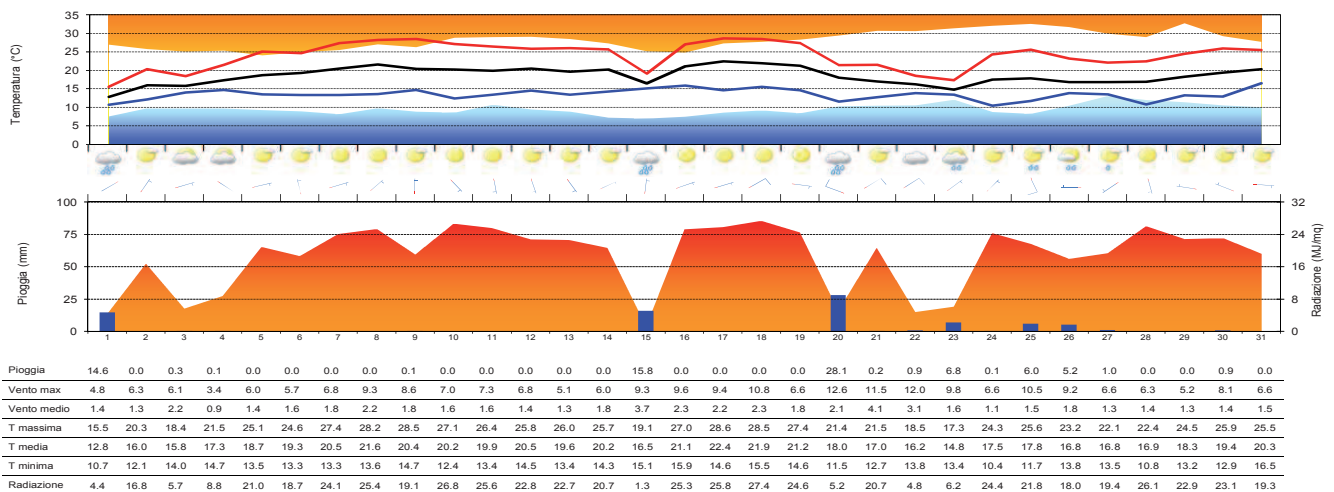 Temperatura (°C)
35
30
25
20
15
10
5
0
Pioggia (mm)
100
75
50
25
0
Radiazione (MJ/mq)
32
24
16
8
0
1 2 3 4 5 6 7 8 9 10 11 12 13 14 15 16 17 18 19 20 21 22 23 24 25 26 27 28 29 30 31
Pioggia 14.6 0.0 0.3 0.1 0.0 0.0 0.0 0.0 0.1 0.0 0.0 0.0 0.0 0.0 15.8 0.0 0.0 0.0 0.0 28.1 0.2 0.9 6.8 0.1 6.0 5.2 1.0 0.0 0.0 0.9 0.0
Vento max 4.8 6.3 6.1 3.4 6.0 5.7 6.8 9.3 8.6 7.0 7.3 6.8 5.1 6.0 9.3 9.6 9.4 10.8 6.6 12.6 11.5 12.0 9.8 6.6 10.5 9.2 6.6 6.3 5.2 8.1 6.6
Vento medio 1.4 1.3 2.2 0.9 1.4 1.6 1.8 2.2 1.8 1.6 1.6 1.4 1.3 1.8 3.7 2.3 2.2 2.3 1.8 2.1 4.1 3.1 1.6 1.1 1.5 1.8 1.3 1.4 1.3 1.4 1.5
T massima 15.5 20.3 18.4 21.5 25.1 24.6 27.4 28.2 28.5 27.1 26.4 25.8 26.0 25.7 19.1 27.0 28.6 28.5 27.4 21.4 21.5 18.5 17.3 24.3 25.6 23.2 22.1 22.4 24.5 25.9 25.5
T media 12.8 16.0 15.8 17.3 18.7 19.3 20.5 21.6 20.4 20.2 19.9 20.5 19.6 20.2 16.5 21.1 22.4 21.9 21.2 18.0 17.0 16.2 14.8 17.5 17.8 16.8 16.8 16.9 18.3 19.4 20.3
T minima 10.7 12.1 14.0 14.7 13.5 13.3 13.3 13.6 14.7 12.4 13.4 14.5 13.4 14.3 15.1 15.9 14.6 15.5 14.6 11.5 12.7 13.8 13.4 10.4 11.7 13.8 13.5 10.8 13.2 12.9 16.5
Radiazione 4.4 16.8 5.7 8.8 21.0 18.7 24.1 25.4 19.1 26.8 25.6 22.8 22.7 20.7 1.3 25.3 25.8 27.4 24.6 5.2 20.7 4.8 6.2 24.4 21.8 18.0 19.4 26.1 22.9 23.1 19.3